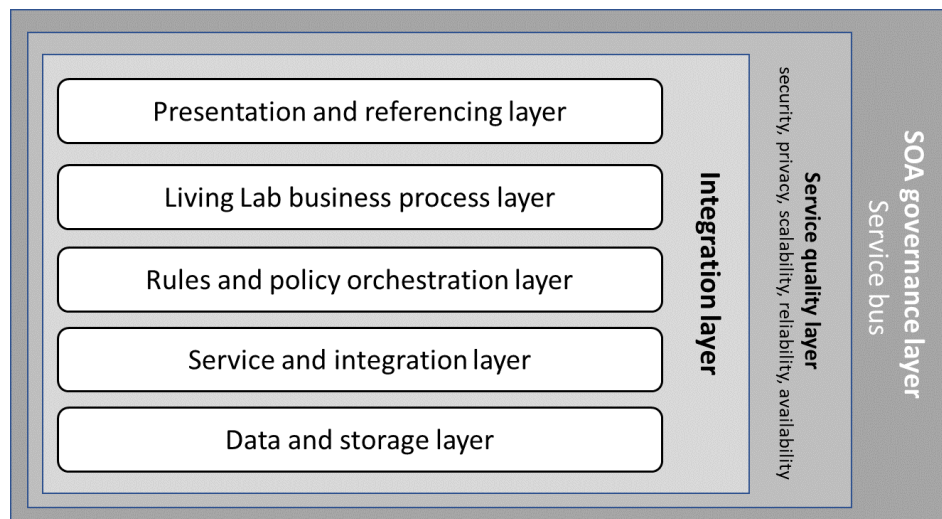 Presentation and referencing layer
Living Lab business process layer
Rules and policy orchestration layer
Service and integration layer
Data and storage layer
Integration layer
Service quality layer
security, privacy, scalability, reliability, availability
SOA governance layer
Service bus